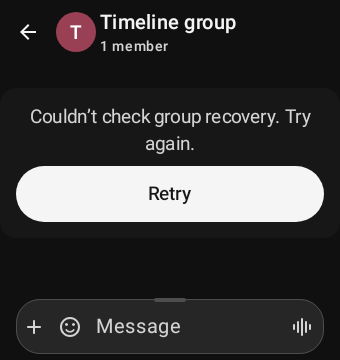 T
Timeline group
1 member
Couldn’t check group recovery. Try
again.
Retry
Message